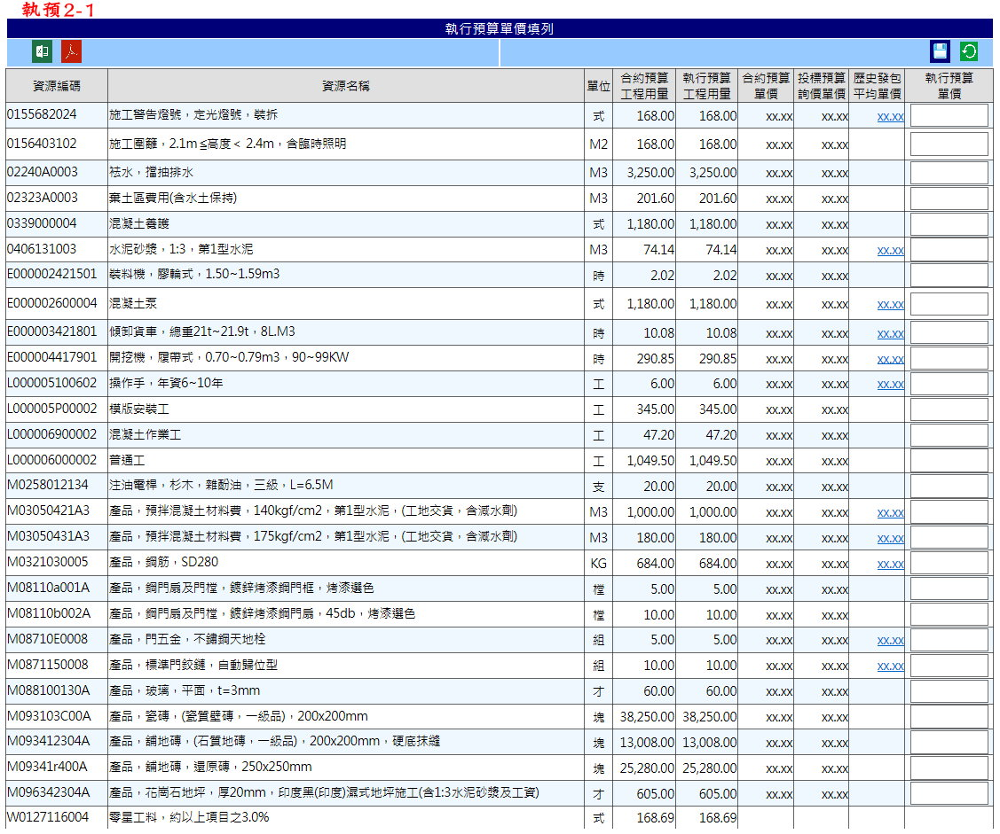 執預2-1
執行預算單價填列
資源編碼 資源名稱 單位 合約預算工程用量 執行預算工程用量 合約預算單價 投標預算詢價單價 歷史發包平均單價 執行預算單價
0155682024 施工警告燈號，定光燈號，裝拆 式 168.00 168.00 xx.xx xx.xx xx.xx
0156403102 施工圍籬，2.1m ≦高度＜ 2.4m，含臨時照明 M2 168.00 168.00 xx.xx xx.xx
02240A0003 祛水，擋抽排水 M3 3,250.00 3,250.00 xx.xx xx.xx
02323A0003 棄土區費用(含水土保持) M3 201.60 201.60 xx.xx xx.xx
0339000004 混凝土養護 式 1,180.00 1,180.00 xx.xx xx.xx
0406131003 水泥砂漿，1:3，第1型水泥 M3 74.14 74.14 xx.xx xx.xx xx.xx
E000002421501 裝料機，膠輪式，1.50~1.59m3 時 2.02 2.02 xx.xx xx.xx
E000002600004 混凝土泵 式 1,180.00 1,180.00 xx.xx xx.xx xx.xx
E000003421801 傾卸貨車，總重21t~21.9t，8L.M3 時 10.08 10.08 xx.xx xx.xx xx.xx
E000004417901 開挖機，履帶式，0.70~0.79m3，90~99KW 時 290.85 290.85 xx.xx xx.xx xx.xx
L000005100602 操作手，年資6~10年 工 6.00 6.00 xx.xx xx.xx xx.xx
L000005P00002 模版安裝工 工 345.00 345.00 xx.xx xx.xx
L000006900002 混凝土作業工 工 47.20 47.20 xx.xx xx.xx
L000006000002 普通工 工 1,049.50 1,049.50 xx.xx xx.xx
M0258012134 注油電桿，杉木，雜酚油，三級，L=6.5M 支 20.00 20.00 xx.xx xx.xx
M03050421A3 產品，預拌混凝土材料費，140kgf/cm2，第1型水泥，(工地交貨，含減水劑) M3 1,000.00 1,000.00 xx.xx xx.xx xx.xx
M03050431A3 產品，預拌混凝土材料費，175kgf/cm2，第1型水泥，(工地交貨，含減水劑) M3 180.00 180.00 xx.xx xx.xx xx.xx
M0321030005 產品，鋼筋，SD280 KG 684.00 684.00 xx.xx xx.xx xx.xx
M08110a001A 產品，鋼門扇及門樘，鍍鋅烤漆鋼門框，烤漆選色 樘 5.00 5.00 xx.xx xx.xx
M08110b002A 產品，鋼門扇及門樘，鍍鋅烤漆鋼門扇，45db，烤漆選色 樘 10.00 10.00 xx.xx xx.xx
M08710E0008 產品，門五金，不鏽鋼天地栓 組 5.00 5.00 xx.xx xx.xx xx.xx
M0871150008 產品，標準門鉸鏈，自動歸位型 組 10.00 10.00 xx.xx xx.xx xx.xx
M088100130A 產品，玻璃，平面，t=3mm 才 60.00 60.00 xx.xx xx.xx
M093103C00A 產品，瓷磚，(瓷質壁磚，一級品)，200x200mm 塊 38,250.00 38,250.00 xx.xx xx.xx
M093412304A 產品，舖地磚，(石質地磚，一級品)，200x200mm，硬底抹縫 塊 13,008.00 13,008.00 xx.xx xx.xx
M09341r400A 產品，舖地磚，還原磚，250x250mm 塊 25,280.00 25,280.00 xx.xx xx.xx
M096342304A 產品，花崗石地坪，厚20mm，印度黑(印度)濕式地坪施工(含1:3水泥砂漿及工資) 才 605.00 605.00 xx.xx xx.xx
W0127116004 零星工料，約以上項目之3.0% 式 168.69 168.69